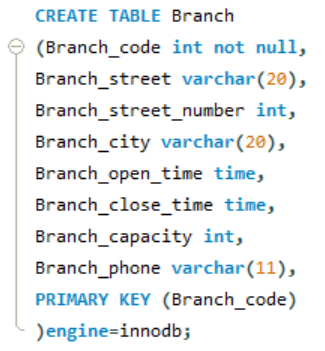 CREATE TABLE Branch
(Branch_code int not null,
Branch_street varchar(20),
Branch_street_number int,
Branch_city varchar(20),
Branch_open_time time,
Branch_close_time time,
Branch_capacity int,
Branch_phone varchar(11),
PRIMARY KEY (Branch_code)
)engine=innodb;